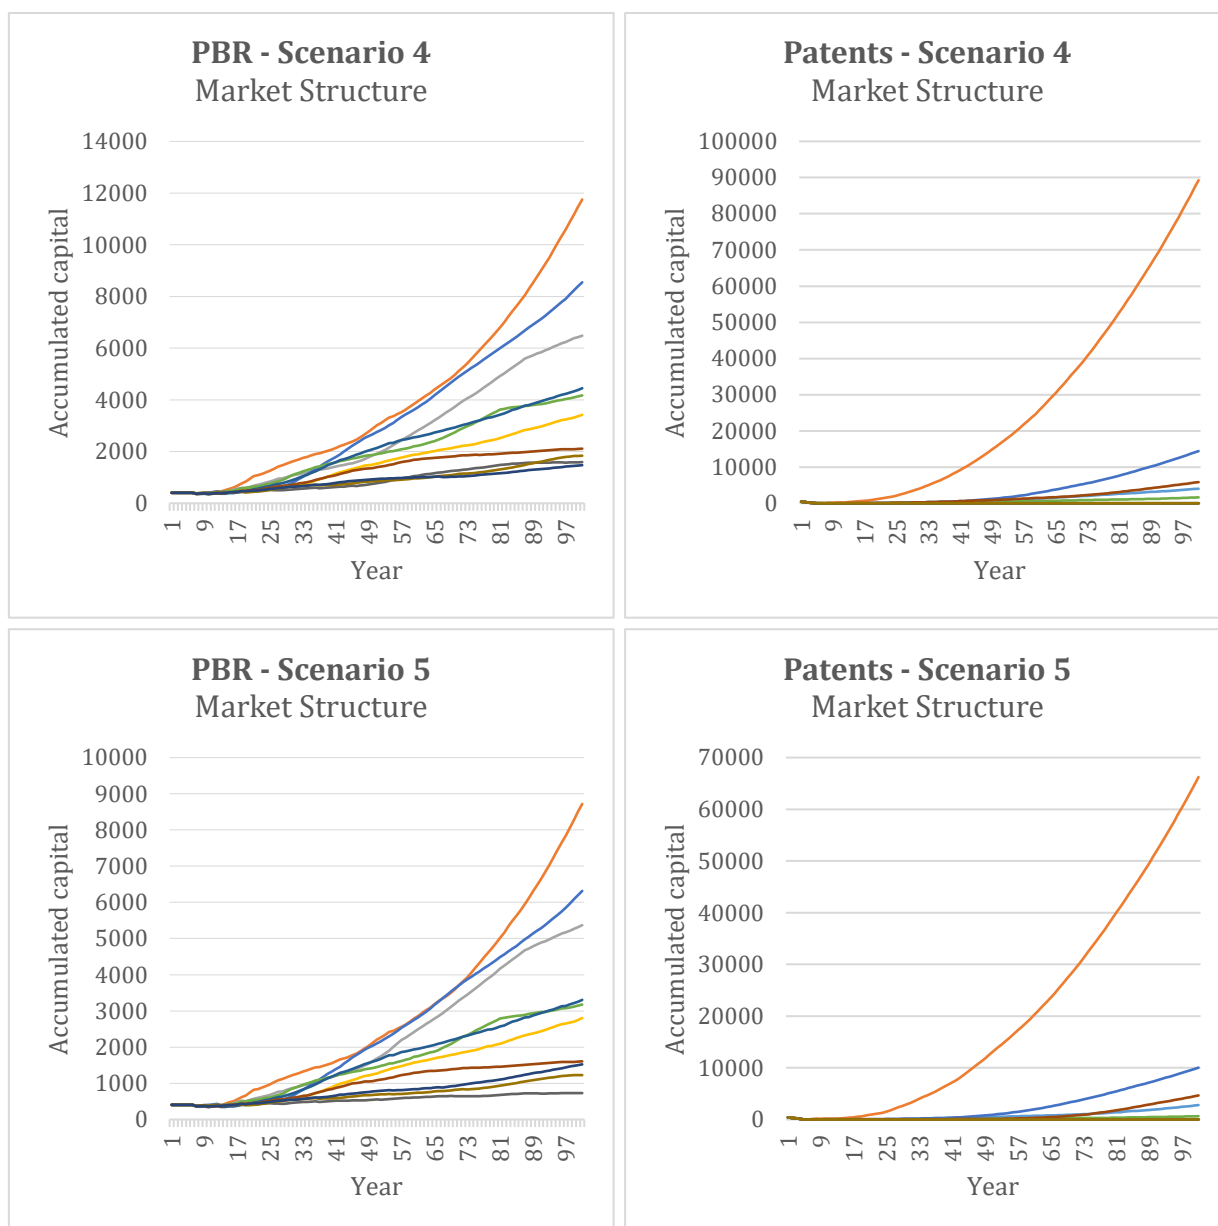 PBR - Scenario 4
Market Structure
Accumulated capital
14000
12000
10000
8000
6000
4000
2000
0
1 9 17 25 33 41 49 57 65 73 81 89 97
Year
Patents - Scenario 4
Market Structure
Accumulated capital
100000
90000
80000
70000
60000
50000
40000
30000
20000
10000
0
1 9 17 25 33 41 49 57 65 73 81 89 97
Year
PBR - Scenario 5
Market Structure
Accumulated capital
10000
9000
8000
7000
6000
5000
4000
3000
2000
1000
0
1 9 17 25 33 41 49 57 65 73 81 89 97
Year
Patents - Scenario 5
Market Structure
Accumulated capital
70000
60000
50000
40000
30000
20000
10000
0
1 9 17 25 33 41 49 57 65 73 81 89 97
Year